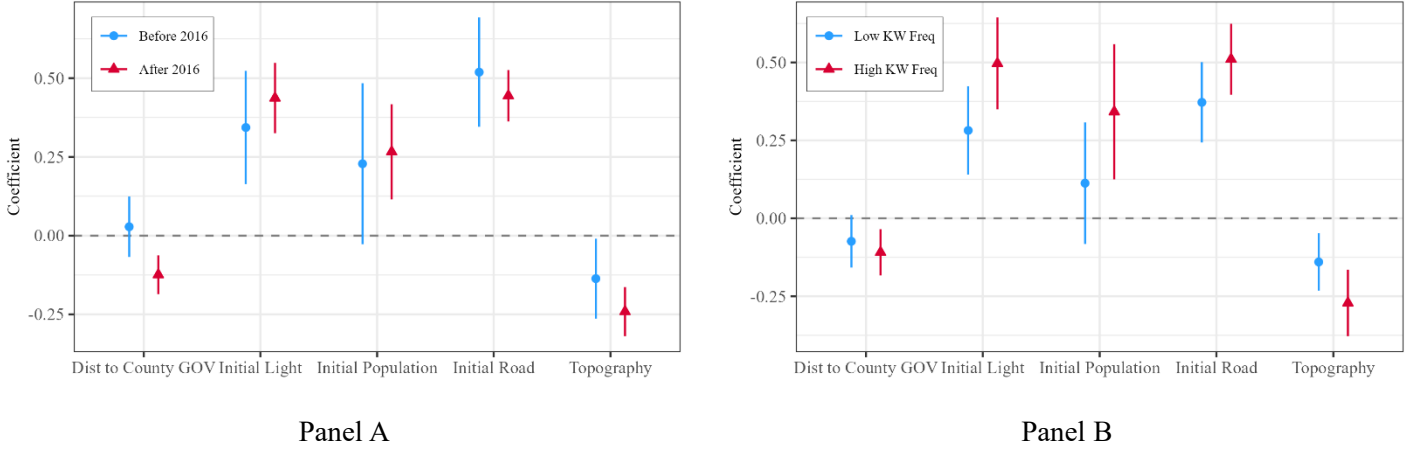 Before 2016
After 2016
Coefficient
0.50
0.25
0.00
-0.25
Dist to County GOV Initial Light Initial Population Initial Road Topography
Panel A
Low KW Freq
High KW Freq
Coefficient
0.50
0.25
0.00
-0.25
Dist to County GOV Initial Light Initial Population Initial Road Topography
Panel B